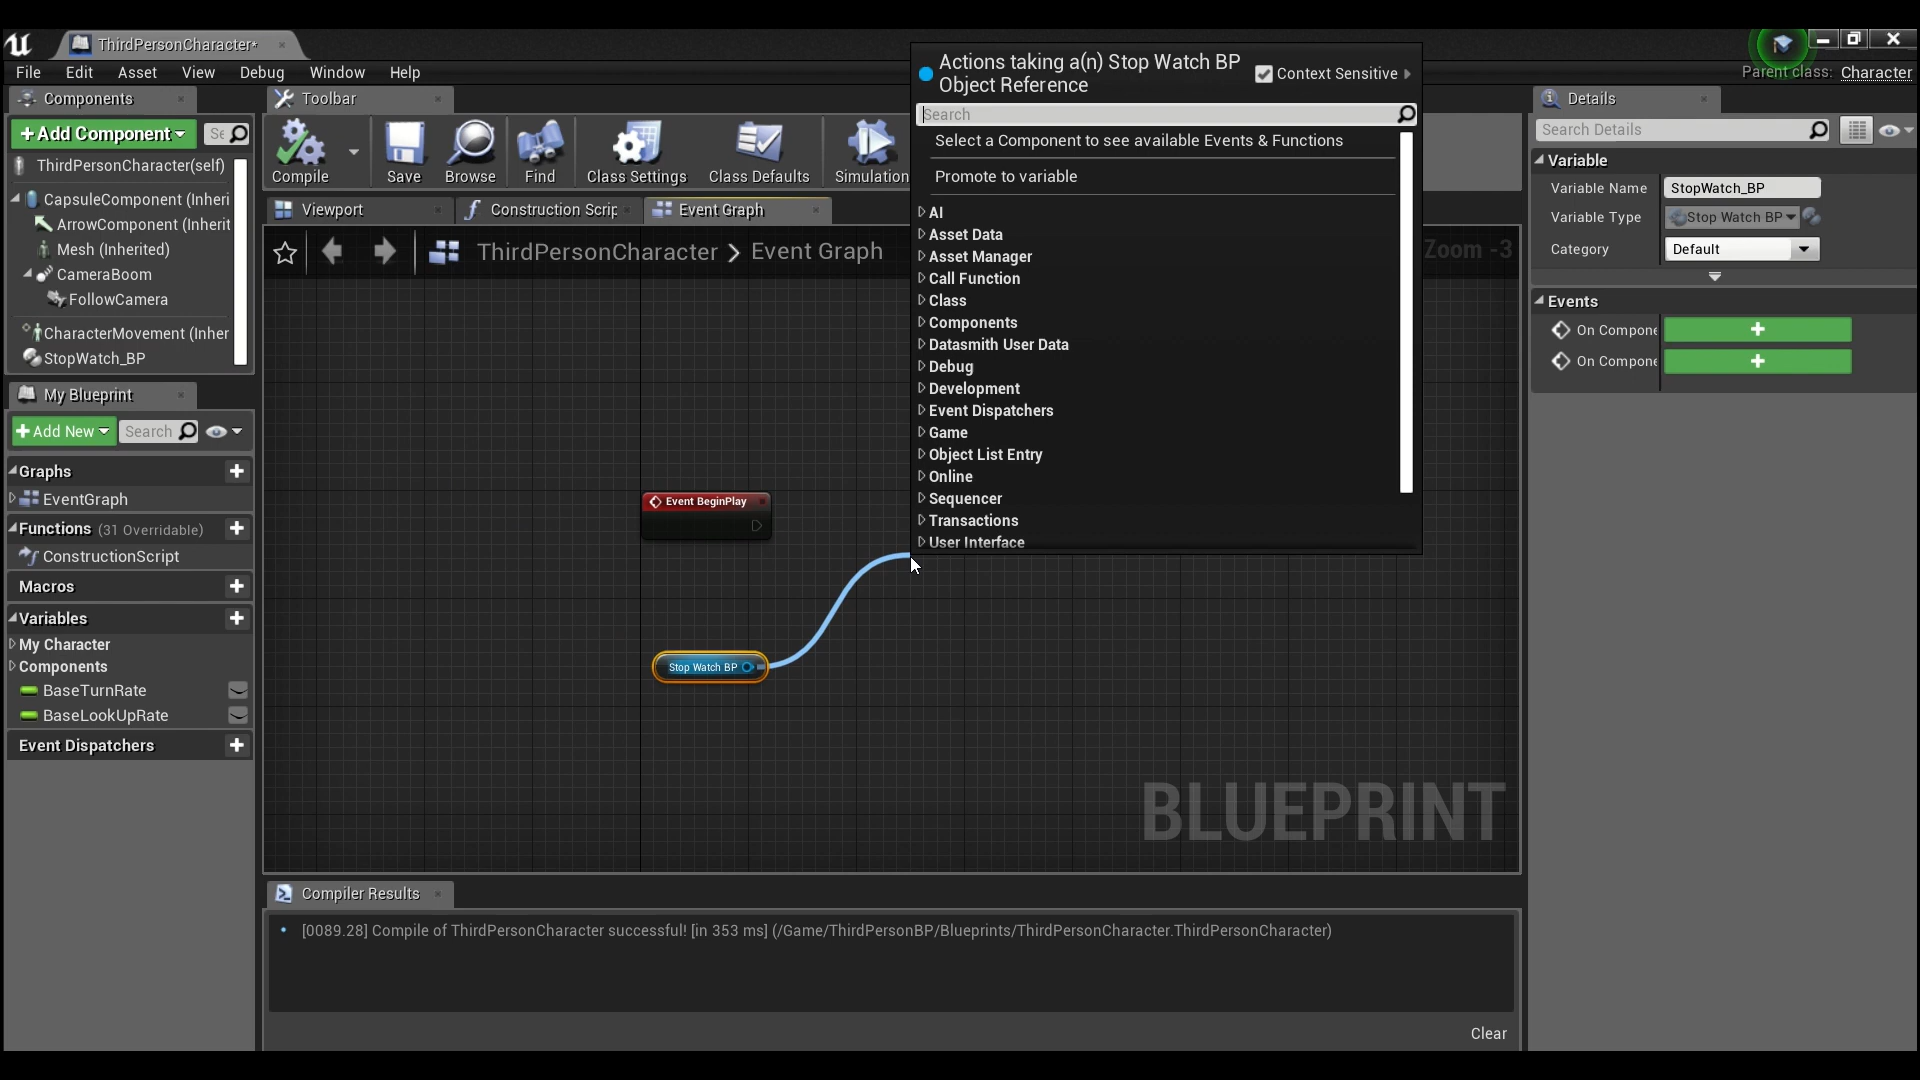 ThirdPersonCharacter*
File Edit Asset View Debug Window Help
Parent class: Character
Components
+Add Component
Se
ThirdPersonCharacter(self)
CapsuleComponent (Inheri
ArrowComponent (Inherit
Mesh (Inherited)
CameraBoom
FollowCamera
CharacterMovement (Inher
StopWatch_BP
My Blueprint
+Add New
Search
Graphs
EventGraph
Functions (31 Overridable)
ConstructionScript
Macros
Variables
My Character
Components
BaseTurnRate
BaseLookUpRate
Event Dispatchers
Toolbar
Compile
Save
Browse
Find
Class Settings
Class Defaults
Simulation
Viewport
Construction Scrip
Event Graph
ThirdPersonCharacter > Event Graph
Zoom -3
Event BeginPlay
Stop Watch BP
BLUEPRINT
Actions taking a(n) Stop Watch BP
Object Reference
Context Sensitive
Search
Select a Component to see available Events & Functions
Promote to variable
AI
Asset Data
Asset Manager
Call Function
Class
Components
Datasmith User Data
Debug
Development
Event Dispatchers
Game
Object List Entry
Online
Sequencer
Transactions
User Interface
Compiler Results
[0089.28] Compile of ThirdPersonCharacter successful! [in 353 ms] (/Game/ThirdPersonBP/Blueprints/ThirdPersonCharacter.ThirdPersonCharacter)
Clear
Details
Search Details
Variable
Variable Name StopWatch_BP
Variable Type Stop Watch BP
Category Default
Events
On Compone
On Compone